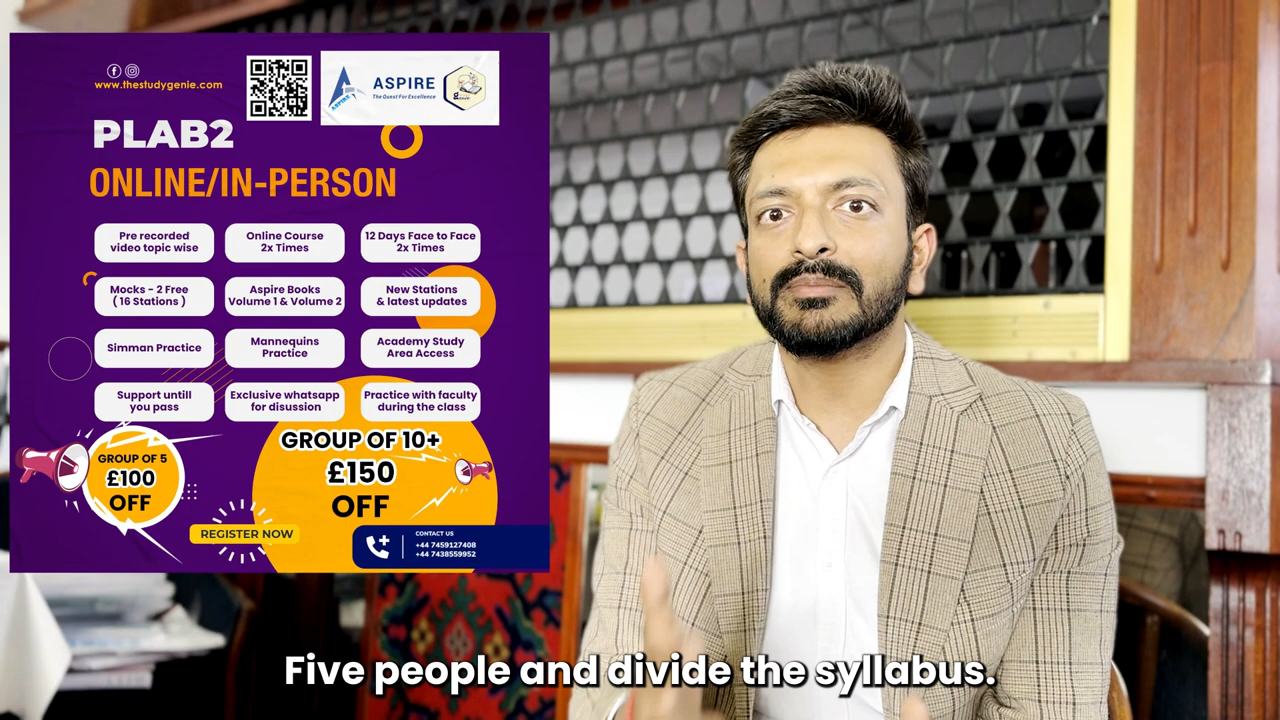 www.thestudygenie.com
ASPIRE
The Quest For Excellence
ASPIRE
PLAB2
ONLINE/IN-PERSON
Pre recorded
video topic wise
Online Course
2x Times
12 Days Face to Face
2x Times
Mocks - 2 Free
( 16 Stations )
Aspire Books
Volume 1 & Volume 2
New Stations
& latest updates
Simman Practice
Mannequins
Practice
Academy Study
Area Access
Support untill
you pass
Exclusive whatsapp
for disussion
Practice with faculty
during the class
GROUP OF 5
£100
OFF
GROUP OF 10+
£150
OFF
REGISTER NOW
CONTACT US
+44 7459127408
+44 7438559952
Five people and divide the syllabus.